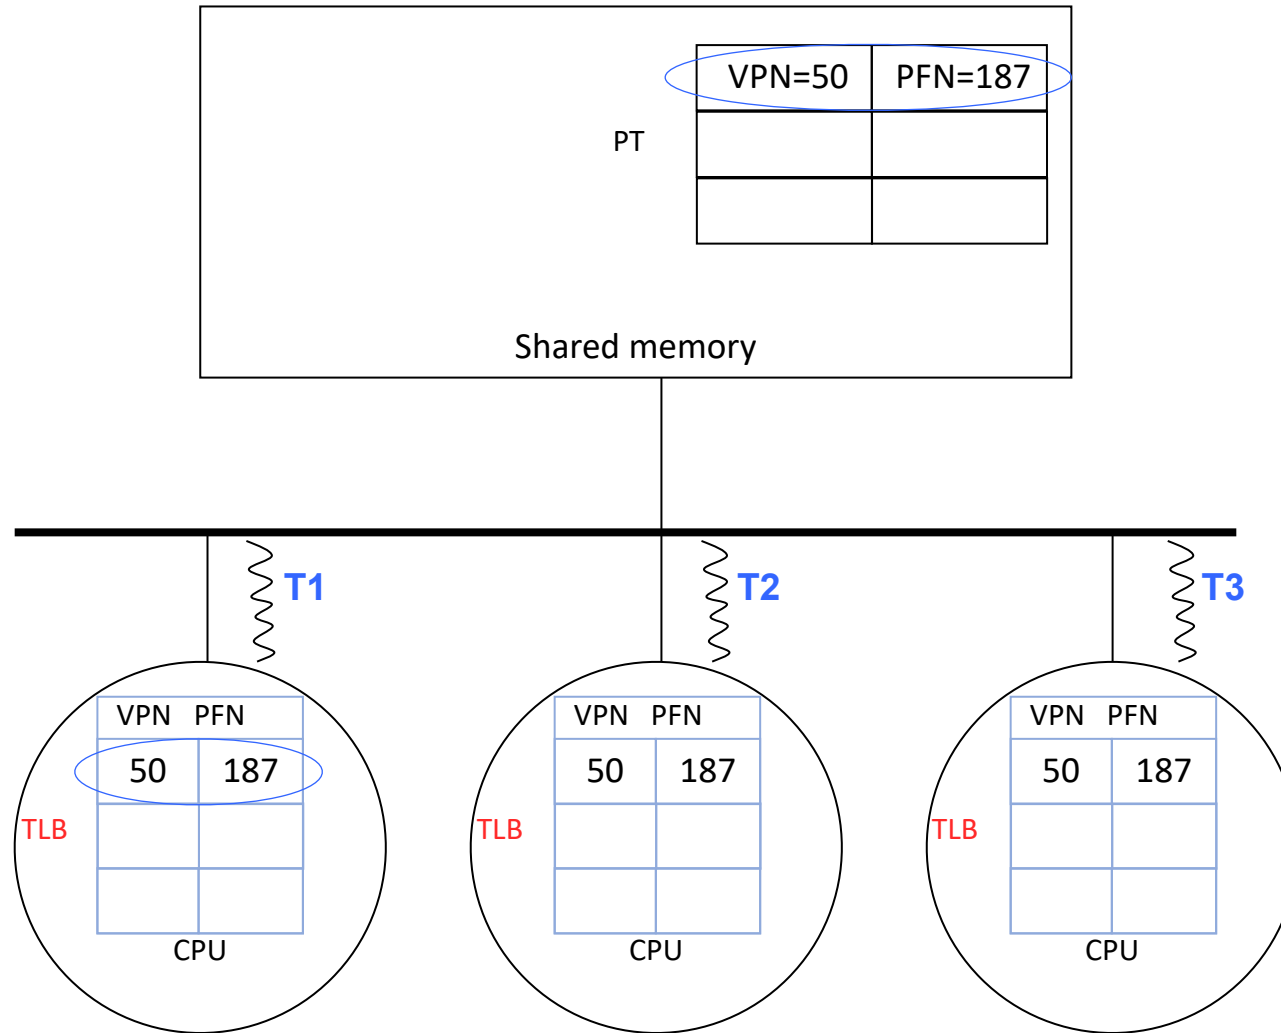 VPN=50 PFN=187
PT
Shared memory
T1 T2 T3
VPN PFN VPN PFN VPN PFN
50 187 50 187 50 187
TLB TLB TLB
CPU CPU CPU